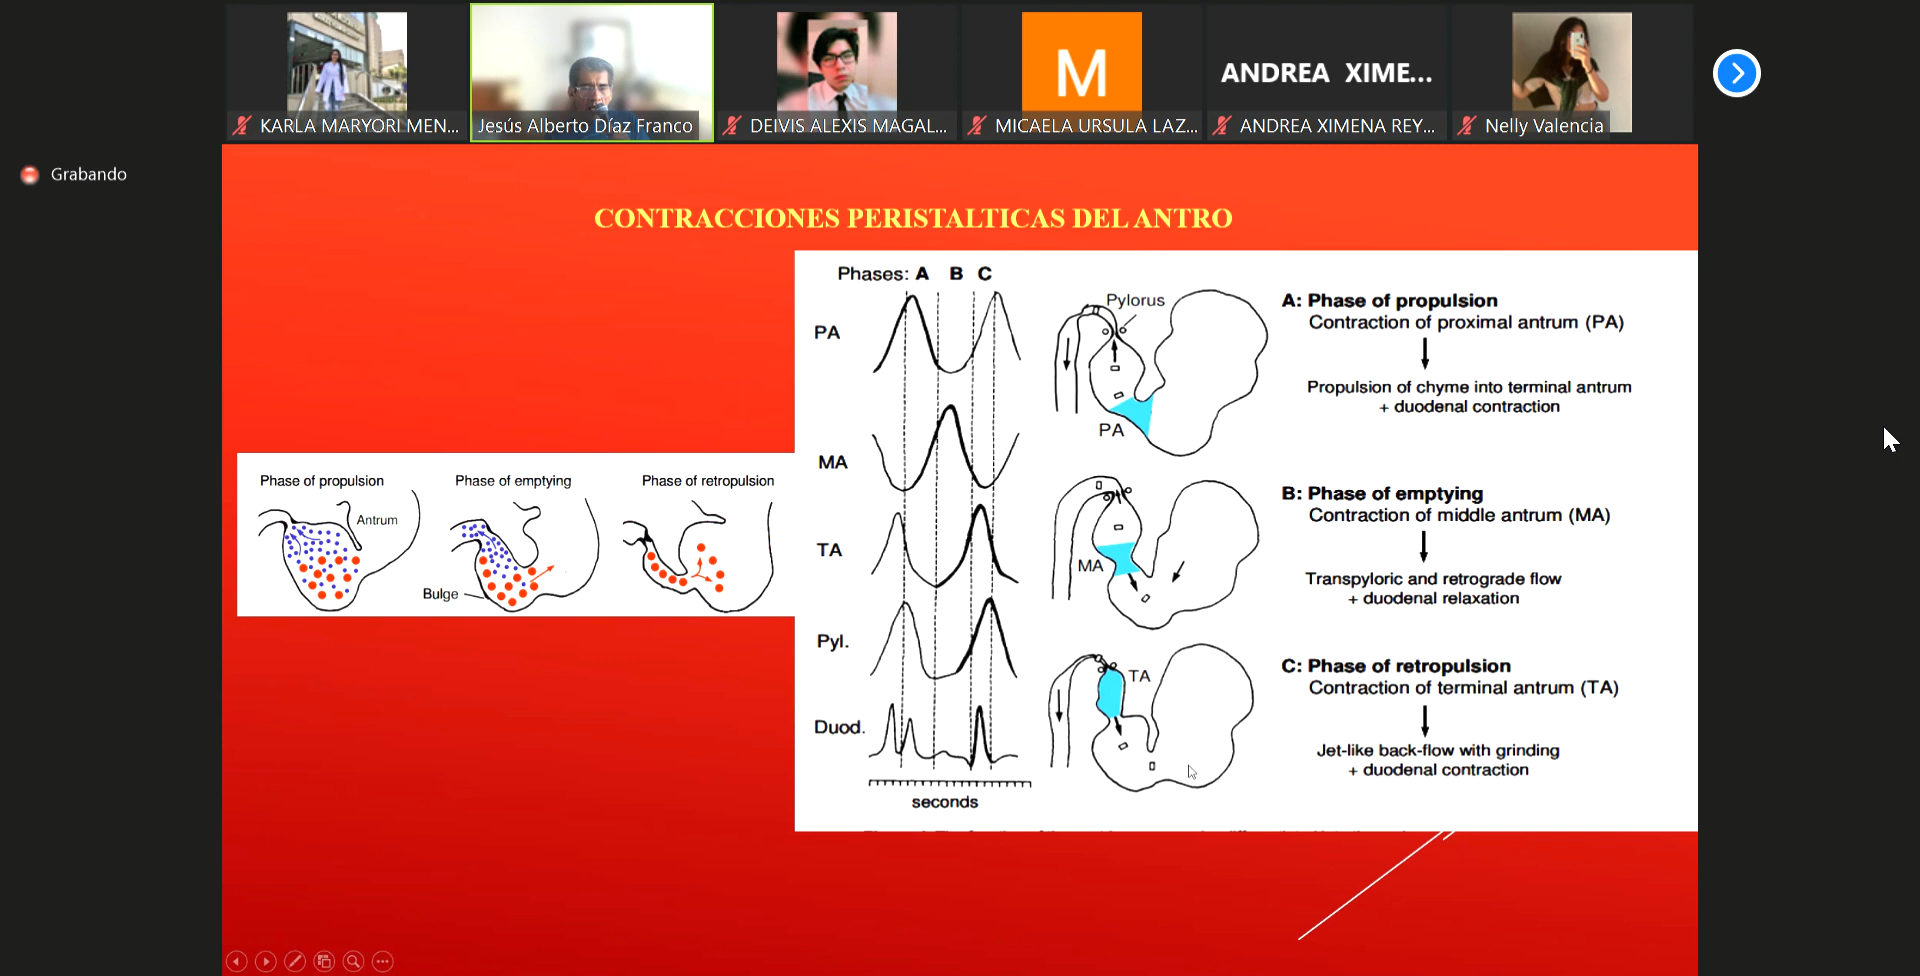 KARLA MARYORI MEN...
Jesús Alberto Díaz Franco
DEIVIS ALEXIS MAGAL...
M
MICAELA URSULA LAZ...
ANDREA XIME...
ANDREA XIMENA REY...
Nelly Valencia
Grabando
CONTRACCIONES PERISTALTICAS DEL ANTRO
Phase of propulsion
Antrum
Phase of emptying
Bulge
Phase of retropulsion
Phases: A B C
PA
MA
TA
Pyl.
Duod.
seconds
Pylorus
PA
MA
TA
A: Phase of propulsion
Contraction of proximal antrum (PA)
Propulsion of chyme into terminal antrum
+ duodenal contraction
B: Phase of emptying
Contraction of middle antrum (MA)
Transpyloric and retrograde flow
+ duodenal relaxation
C: Phase of retropulsion
Contraction of terminal antrum (TA)
Jet-like back-flow with grinding
+ duodenal contraction